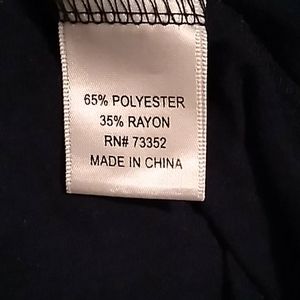 65% POLYESTER
35% RAYON
RN# 73352
MADE IN CHINA